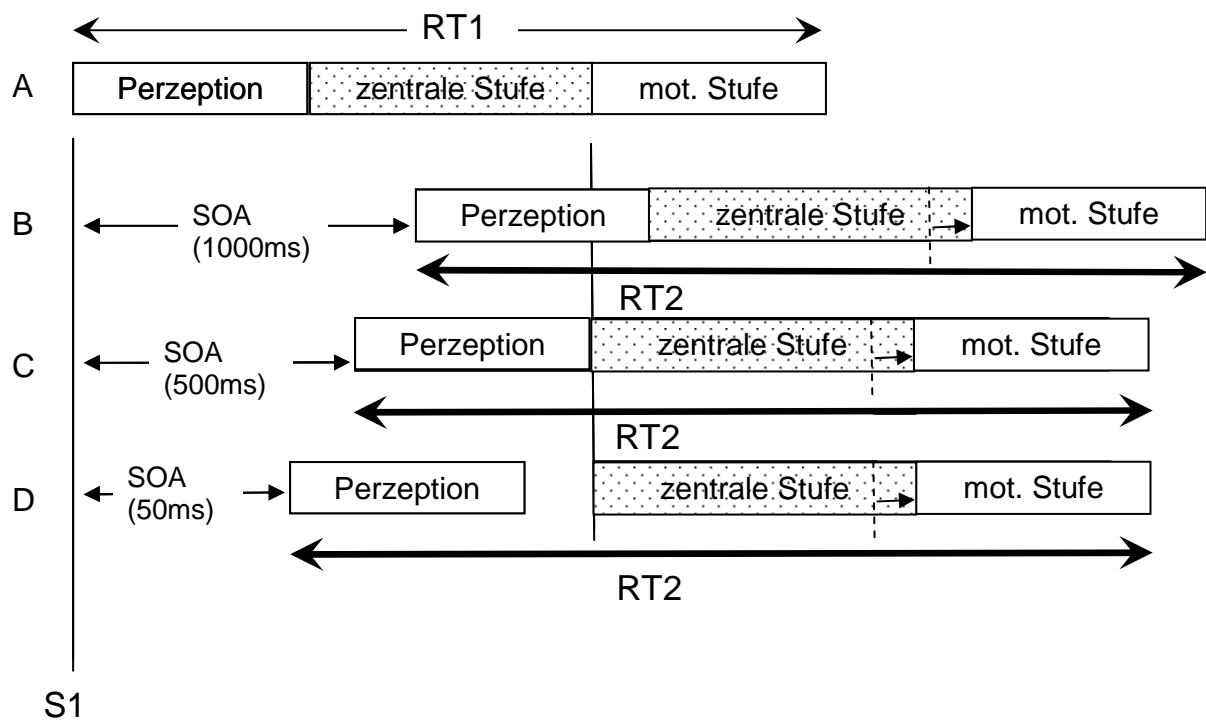 RT1
A Perzeption zentrale Stufe mot. Stufe
B SOA (1000ms) Perzeption zentrale Stufe mot. Stufe
RT2
C SOA (500ms) Perzeption zentrale Stufe mot. Stufe
RT2
D SOA (50ms) Perzeption zentrale Stufe mot. Stufe
RT2
S1